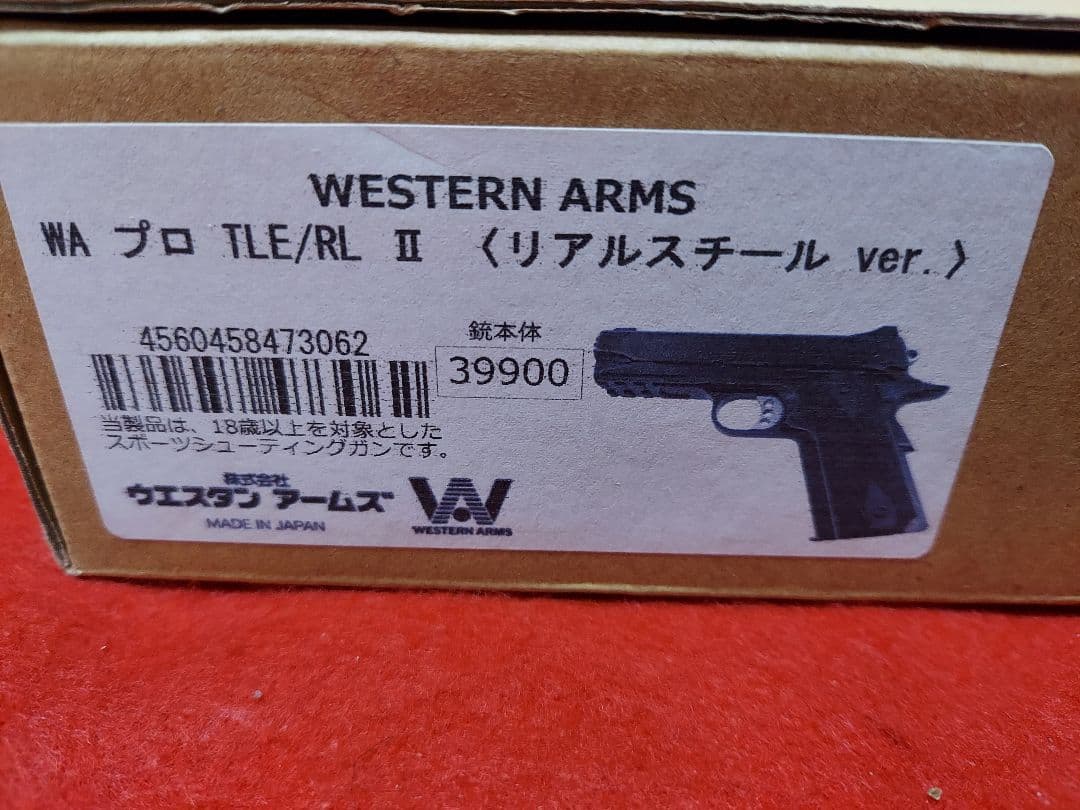 WESTERN ARMS
WA プロ TLE/RL Ⅱ 〈リアルスチール ver.〉
4560458473062
銃本体
39900
当製品は、18歳以上を対象とした
スポーツシューティングガンです。
株式会社
ウエスタン アームズ
MADE IN JAPAN
WA
WESTERN ARMS